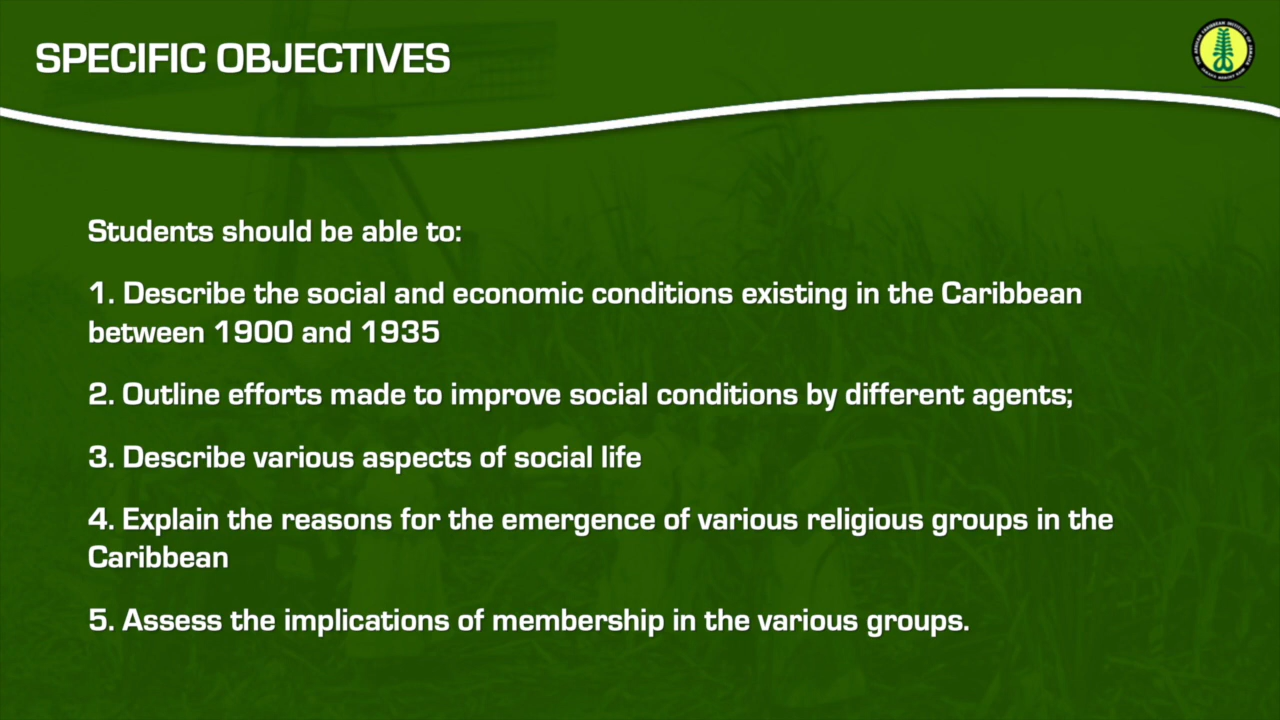 SPECIFIC OBJECTIVES
Students should be able to:
1. Describe the social and economic conditions existing in the Caribbean
between 1900 and 1935
2. Outline efforts made to improve social conditions by different agents;
3. Describe various aspects of social life
4. Explain the reasons for the emergence of various religious groups in the
Caribbean
5. Assess the implications of membership in the various groups.